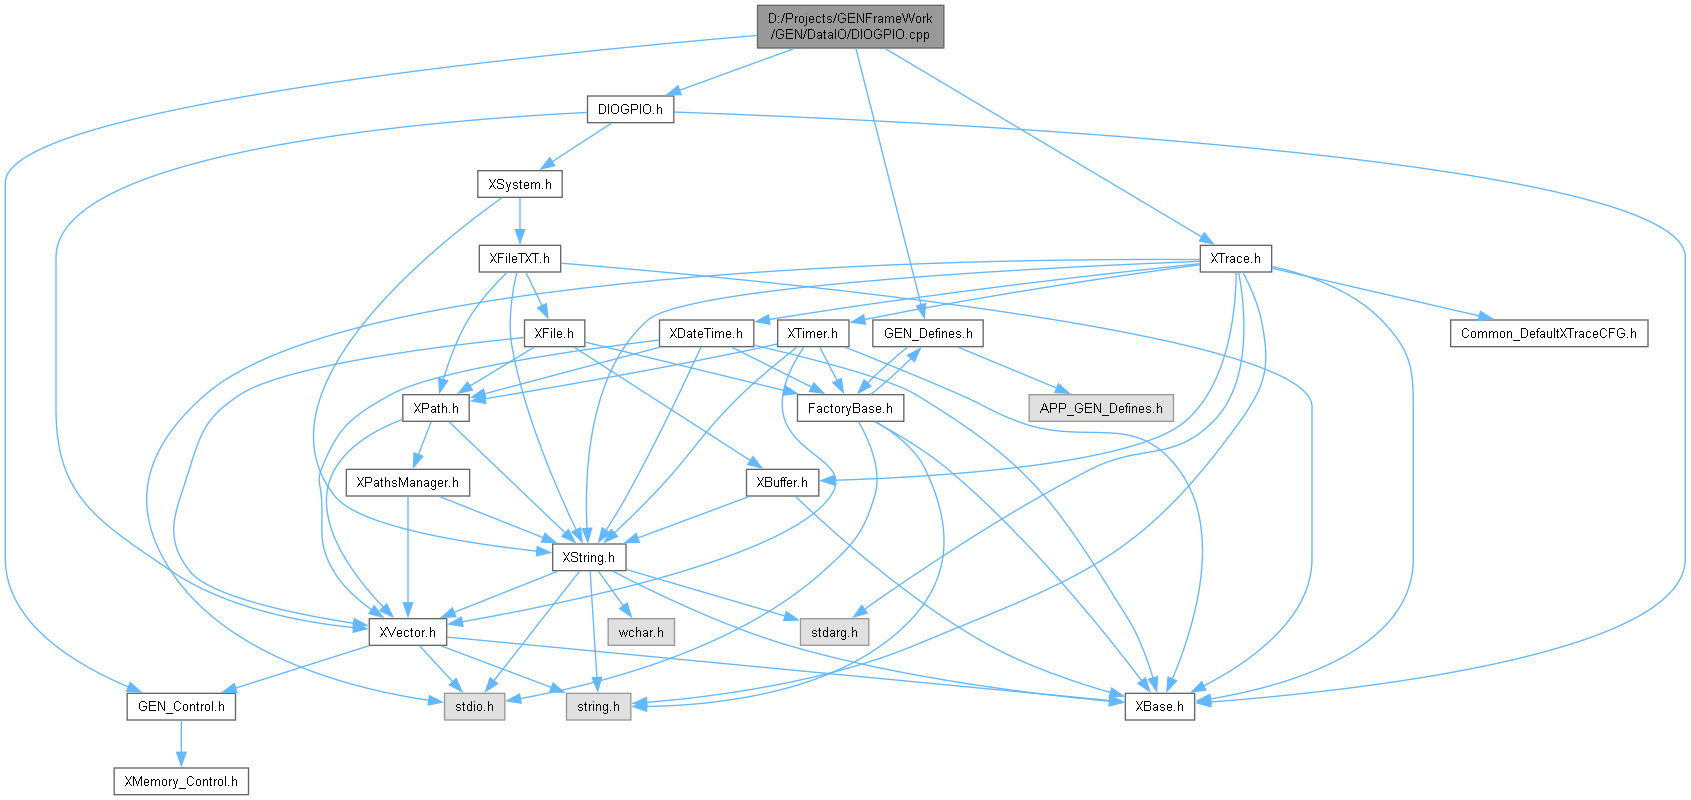 D:/Projects/GENFrameWork
/GEN/DataIO/DIOGPIO.cpp
DIOGPIO.h
XSystem.h
XFileTXT.h
XTrace.h
XFile.h
XDateTime.h
XTimer.h
GEN_Defines.h
Common_DefaultXTraceCFG.h
XPath.h
FactoryBase.h
APP_GEN_Defines.h
XPathsManager.h
XBuffer.h
XString.h
XVector.h
wchar.h
stdarg.h
GEN_Control.h
stdio.h
string.h
XBase.h
XMemory_Control.h